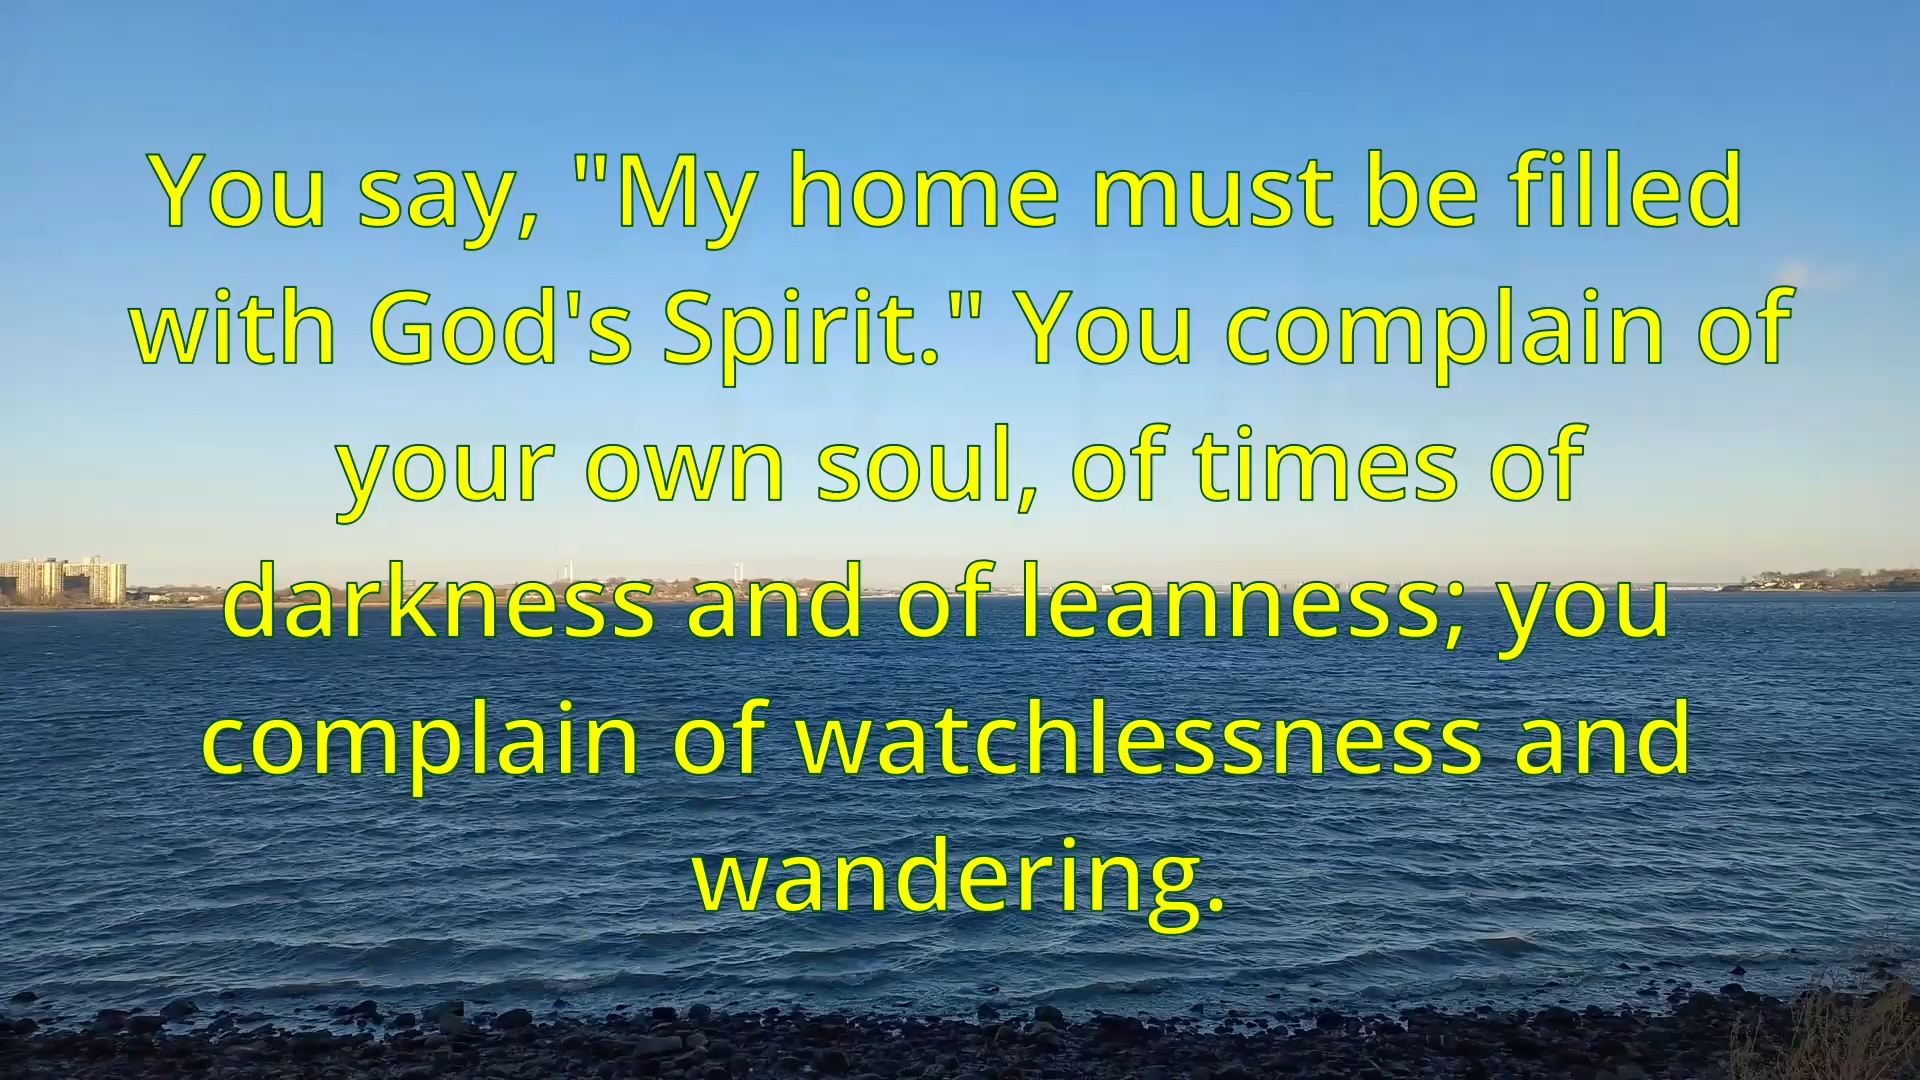 You say, "My home must be filled
with God's Spirit." You complain of
your own soul, of times of
darkness and of leanness; you
complain of watchlessness and
wandering.